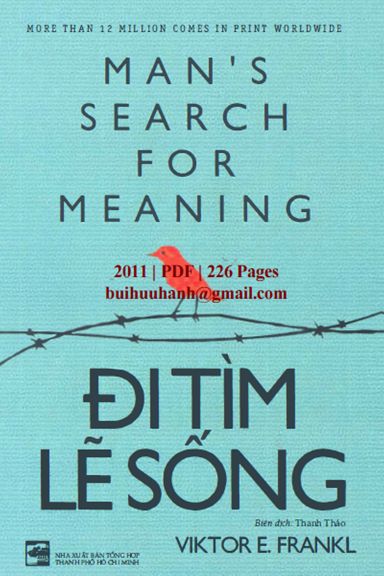 MORE THAN 12 MILLION COMES IN PRINT WORLDWIDE
MAN'S
SEARCH
FOR
MEANING
2011 | PDF | 226 Pages
buihuuhanh@gmail.com
ĐI TÌM
LẼ SỐNG
Biên dịch: Thanh Thảo
VIKTOR E. FRANKL
NHÀ XUẤT BẢN TỔNG HỢP
THÀNH PHỐ HỒ CHÍ MINH